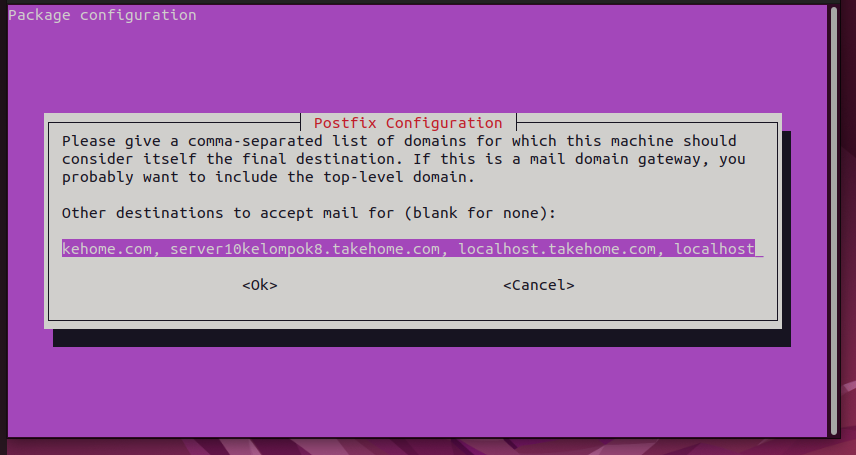 Package configuration
Postfix Configuration
Please give a comma-separated list of domains for which this machine should
consider itself the final destination. If this is a mail domain gateway, you
probably want to include the top-level domain.
Other destinations to accept mail for (blank for none):
kehome.com, server10kelompok8.takehome.com, localhost.takehome.com, localhost_
<Ok> <Cancel>